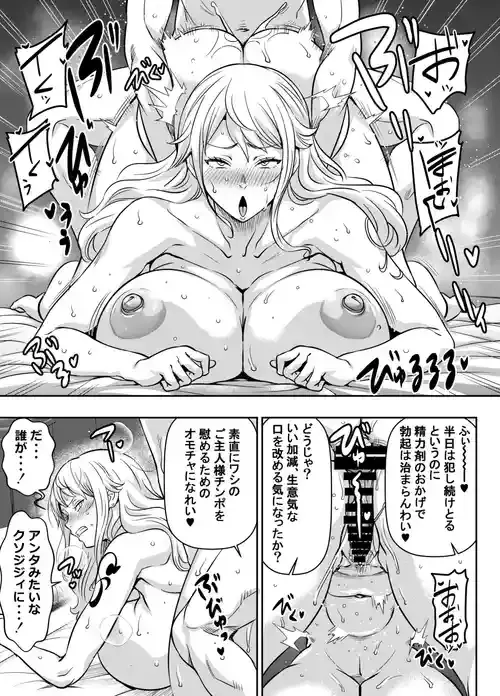 びゅるるるる
ふぃ〜〜〜〜♥
半日は犯し続けとる
というのに
精力剤のおかげで
勃起は治まらんわい♥
どうじゃ？
いい加減、生意気な
口を改める気になったか？
素直にワシの
ご主人様チンポを
慰めるための
オモチャになれい♥
だ・・・
誰が・・・
アンタみたいな
クソジジィに・・・！